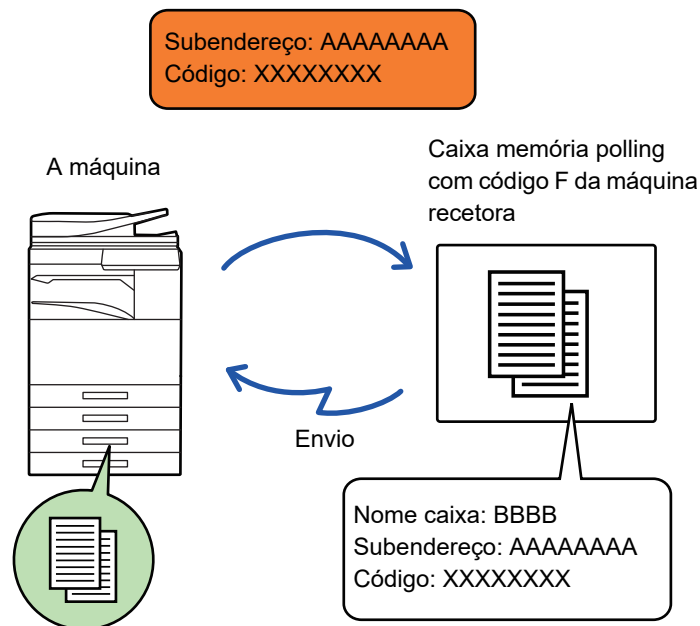 Subendereço: AAAAAAAA
Código: XXXXXXXX
A máquina
Caixa memória polling
com código F da máquina
recetora
Envio
Nome caixa: BBBB
Subendereço: AAAAAAAA
Código: XXXXXXXX